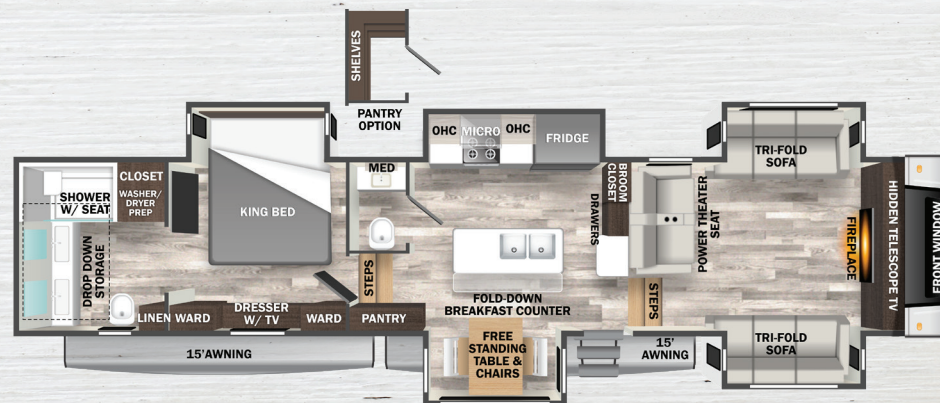 SHELVES
PANTRY
OPTION
OHC
MICRO
OHC
FRIDGE
TRI-FOLD
SOFA
CLOSET
WASHER/
DRYER
PREP
SHOWER
W/ SEAT
KING BED
MED
BROOM
CLOSET
DRAWERS
POWER THEATER
SEAT
FIREPLACE
HIDDEN TELESCOPE TV
FRONT WINDOW
DROP DOWN
STORAGE
STEPS
STEPS
FOLD-DOWN
BREAKFAST COUNTER
LINEN
WARD
DRESSER
W/ TV
WARD
PANTRY
FREE
STANDING
TABLE &
CHAIRS
TRI-FOLD
SOFA
15'AWNING
15'
AWNING